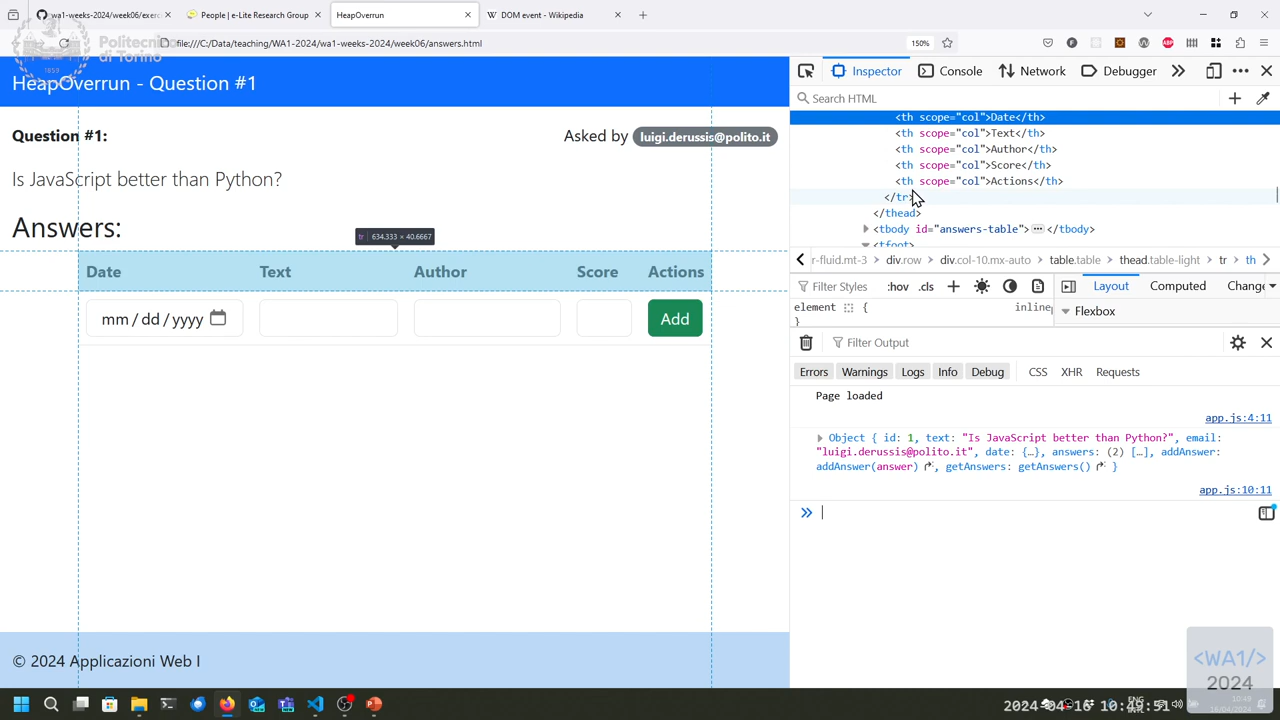 wa1-weeks-2024/week06/exerc
People | e-Lite Research Group
HeapOverrun
DOM event - Wikipedia
Politecnico
di Torino
file:///C:/Data/teaching/WA1-2024/wa1-weeks-2024/week06/answers.html
150%
HeapOverrun - Question #1
Question #1:
Asked by luigi.derussis@polito.it
Is JavaScript better than Python?
Answers:
tr 634.333 × 40.6667
Date Text Author Score Actions
mm / dd / yyyy Add
© 2024 Applicazioni Web I
Inspector Console Network Debugger
Search HTML
<th scope="col">Date</th>
<th scope="col">Text</th>
<th scope="col">Author</th>
<th scope="col">Score</th>
<th scope="col">Actions</th>
</tr>
</thead>
<tbody id="answers-table"> </tbody>
<tfoot>
r-fluid.mt-3 div.row div.col-10.mx-auto table.table thead.table-light tr th
Filter Styles :hov .cls + Layout Computed Change
element { inline
}
Flexbox
Filter Output
Errors Warnings Logs Info Debug CSS XHR Requests
Page loaded
app.js:4:11
Object { id: 1, text: "Is JavaScript better than Python?", email:
"luigi.derussis@polito.it", date: {…}, answers: (2) […], addAnswer:
addAnswer(answer) , getAnswers: getAnswers() }
app.js:10:11
<WA1/>
2024
ENG
16/04/2024